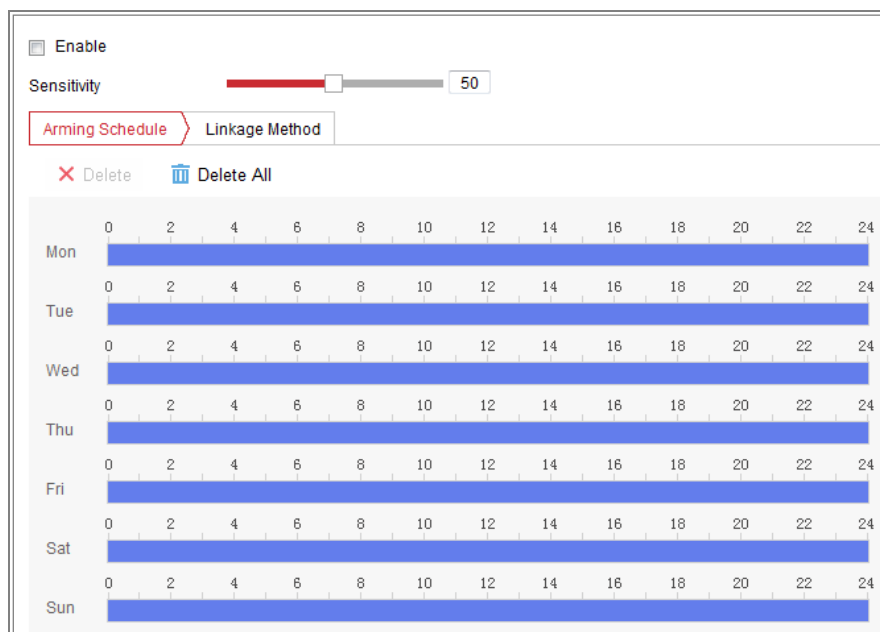 Enable
Sensitivity 50
Arming Schedule Linkage Method
Delete Delete All
0 2 4 6 8 10 12 14 16 18 20 22 24
Mon
0 2 4 6 8 10 12 14 16 18 20 22 24
Tue
0 2 4 6 8 10 12 14 16 18 20 22 24
Wed
0 2 4 6 8 10 12 14 16 18 20 22 24
Thu
0 2 4 6 8 10 12 14 16 18 20 22 24
Fri
0 2 4 6 8 10 12 14 16 18 20 22 24
Sat
0 2 4 6 8 10 12 14 16 18 20 22 24
Sun